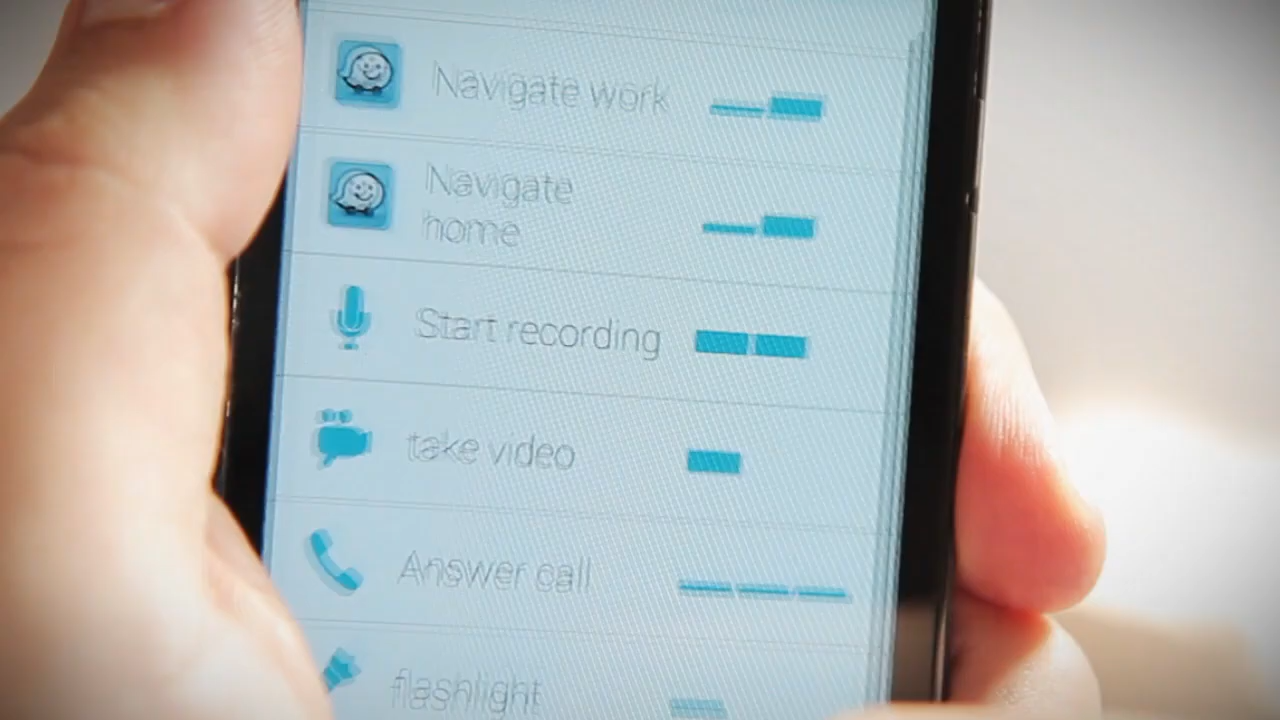 Navigate work
Navigate
home
Start recording
take video
Answer call
flashlight